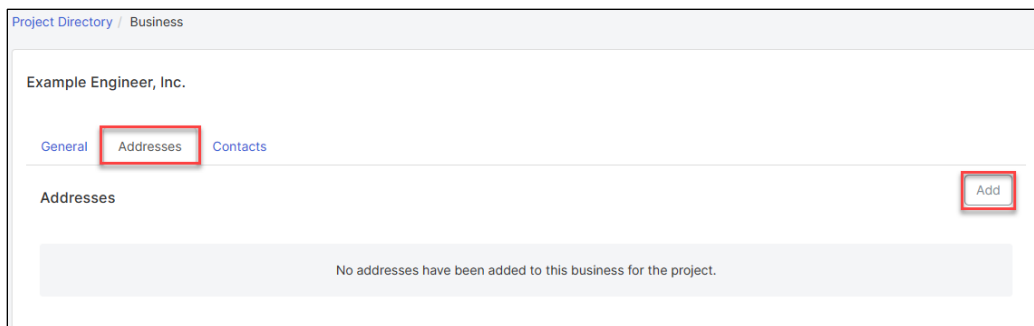 Project Directory / Business
Example Engineer, Inc.
General Addresses Contacts
Addresses Add
No addresses have been added to this business for the project.